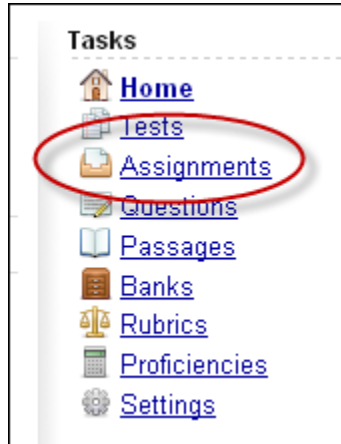 Tasks
Home
Tests
Assignments
Questions
Passages
Banks
Rubrics
Proficiencies
Settings